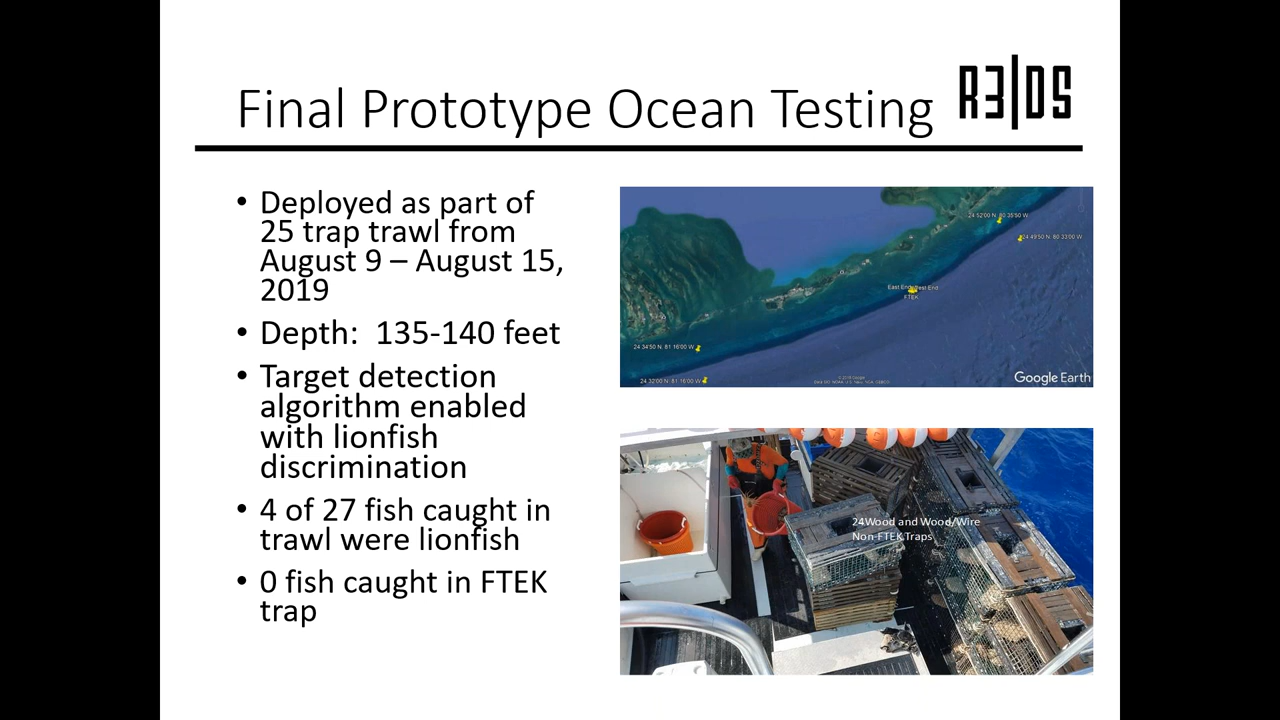 Final Prototype Ocean Testing
R3|DS
• Deployed as part of
25 trap trawl from
August 9 – August 15,
2019
• Depth:  135-140 feet
• Target detection
algorithm enabled
with lionfish
discrimination
• 4 of 27 fish caught in
trawl were lionfish
• 0 fish caught in FTEK
trap
24 52'00 N: 80 35'50 W
24 49'50 N: 80 33'00 W
East End West End
FTEK
24 34'50 N: 81 16'00 W
24 32'00 N: 81 16'00 W
Google Earth
24Wood and Wood/Wire
Non-FTEK Traps